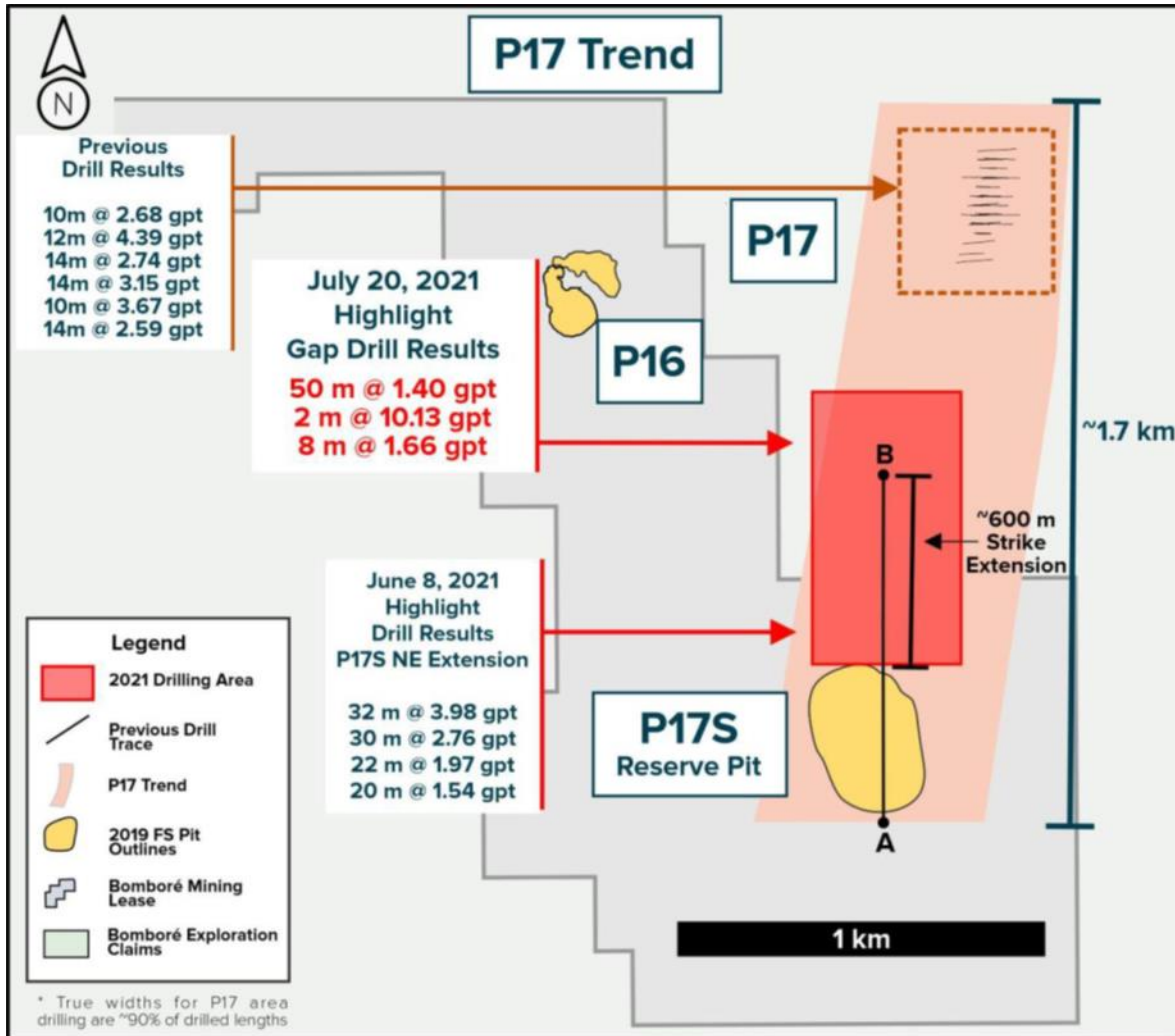 P17 Trend
N
Previous
Drill Results
10m @ 2.68 gpt
12m @ 4.39 gpt
14m @ 2.74 gpt
14m @ 3.15 gpt
10m @ 3.67 gpt
14m @ 2.59 gpt
P17
July 20, 2021
Highlight
Gap Drill Results
50 m @ 1.40 gpt
2 m @ 10.13 gpt
8 m @ 1.66 gpt
P16
~1.7 km
B
~600 m
Strike
Extension
June 8, 2021
Highlight
Drill Results
P17S NE Extension
32 m @ 3.98 gpt
30 m @ 2.76 gpt
22 m @ 1.97 gpt
20 m @ 1.54 gpt
P17S
Reserve Pit
A
Legend
2021 Drilling Area
Previous Drill
Trace
P17 Trend
2019 FS Pit
Outlines
Bomboré Mining
Lease
Bomboré Exploration
Claims
1 km
* True widths for P17 area
drilling are ~90% of drilled lengths